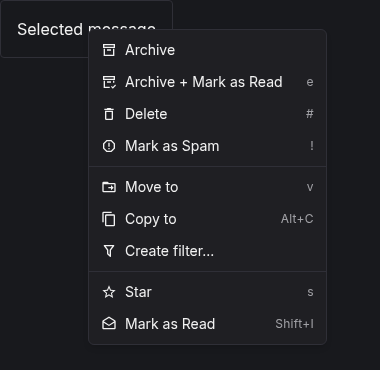 Selected message
Archive
Archive + Mark as Read e
Delete #
Mark as Spam !
Move to v
Copy to Alt+C
Create filter...
Star s
Mark as Read Shift+I